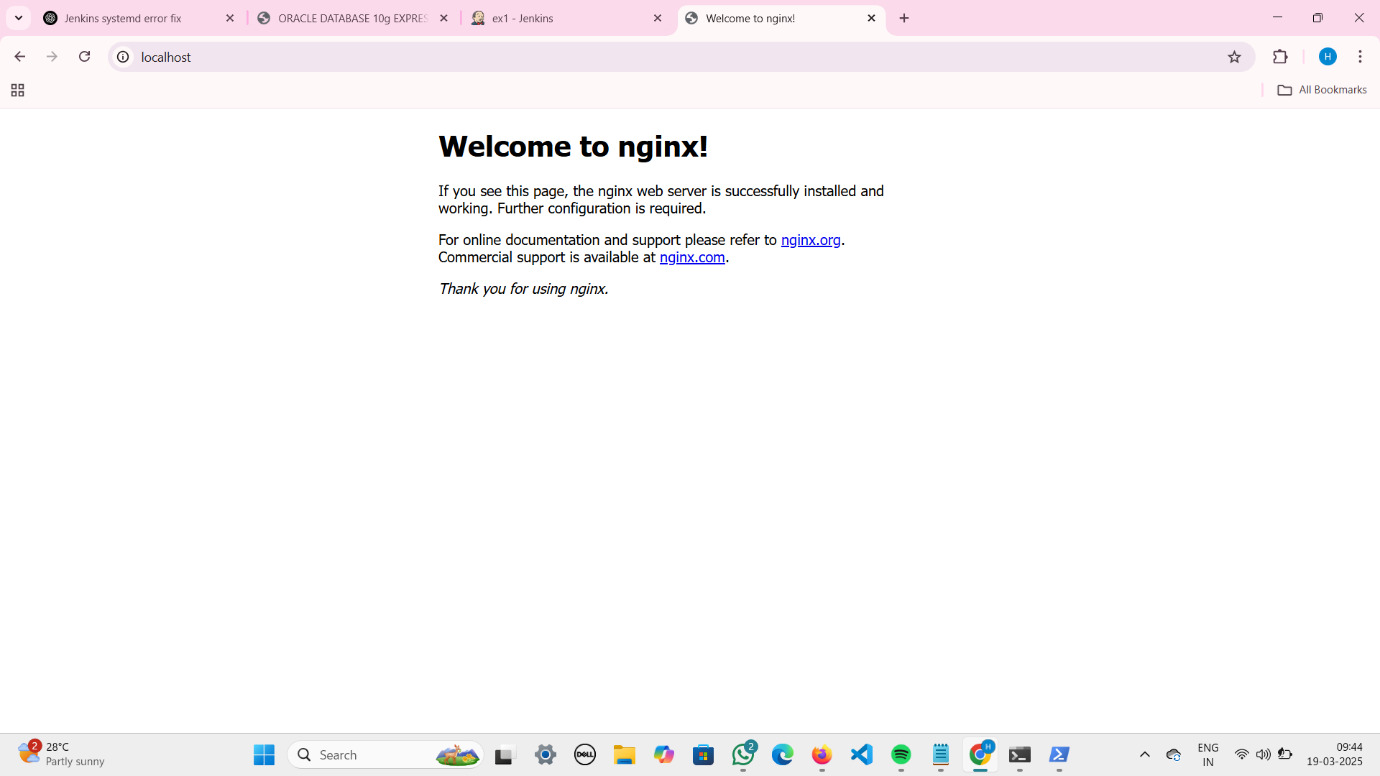 Jenkins systemd error fix
ORACLE DATABASE 10g EXPRES
ex1 - Jenkins
Welcome to nginx!
localhost
H
All Bookmarks
Welcome to nginx!
If you see this page, the nginx web server is successfully installed and
working. Further configuration is required.
For online documentation and support please refer to nginx.org.
Commercial support is available at nginx.com.
Thank you for using nginx.
2
28°C
Partly sunny
Search
DELL
2
H
ENG
IN
09:44
19-03-2025